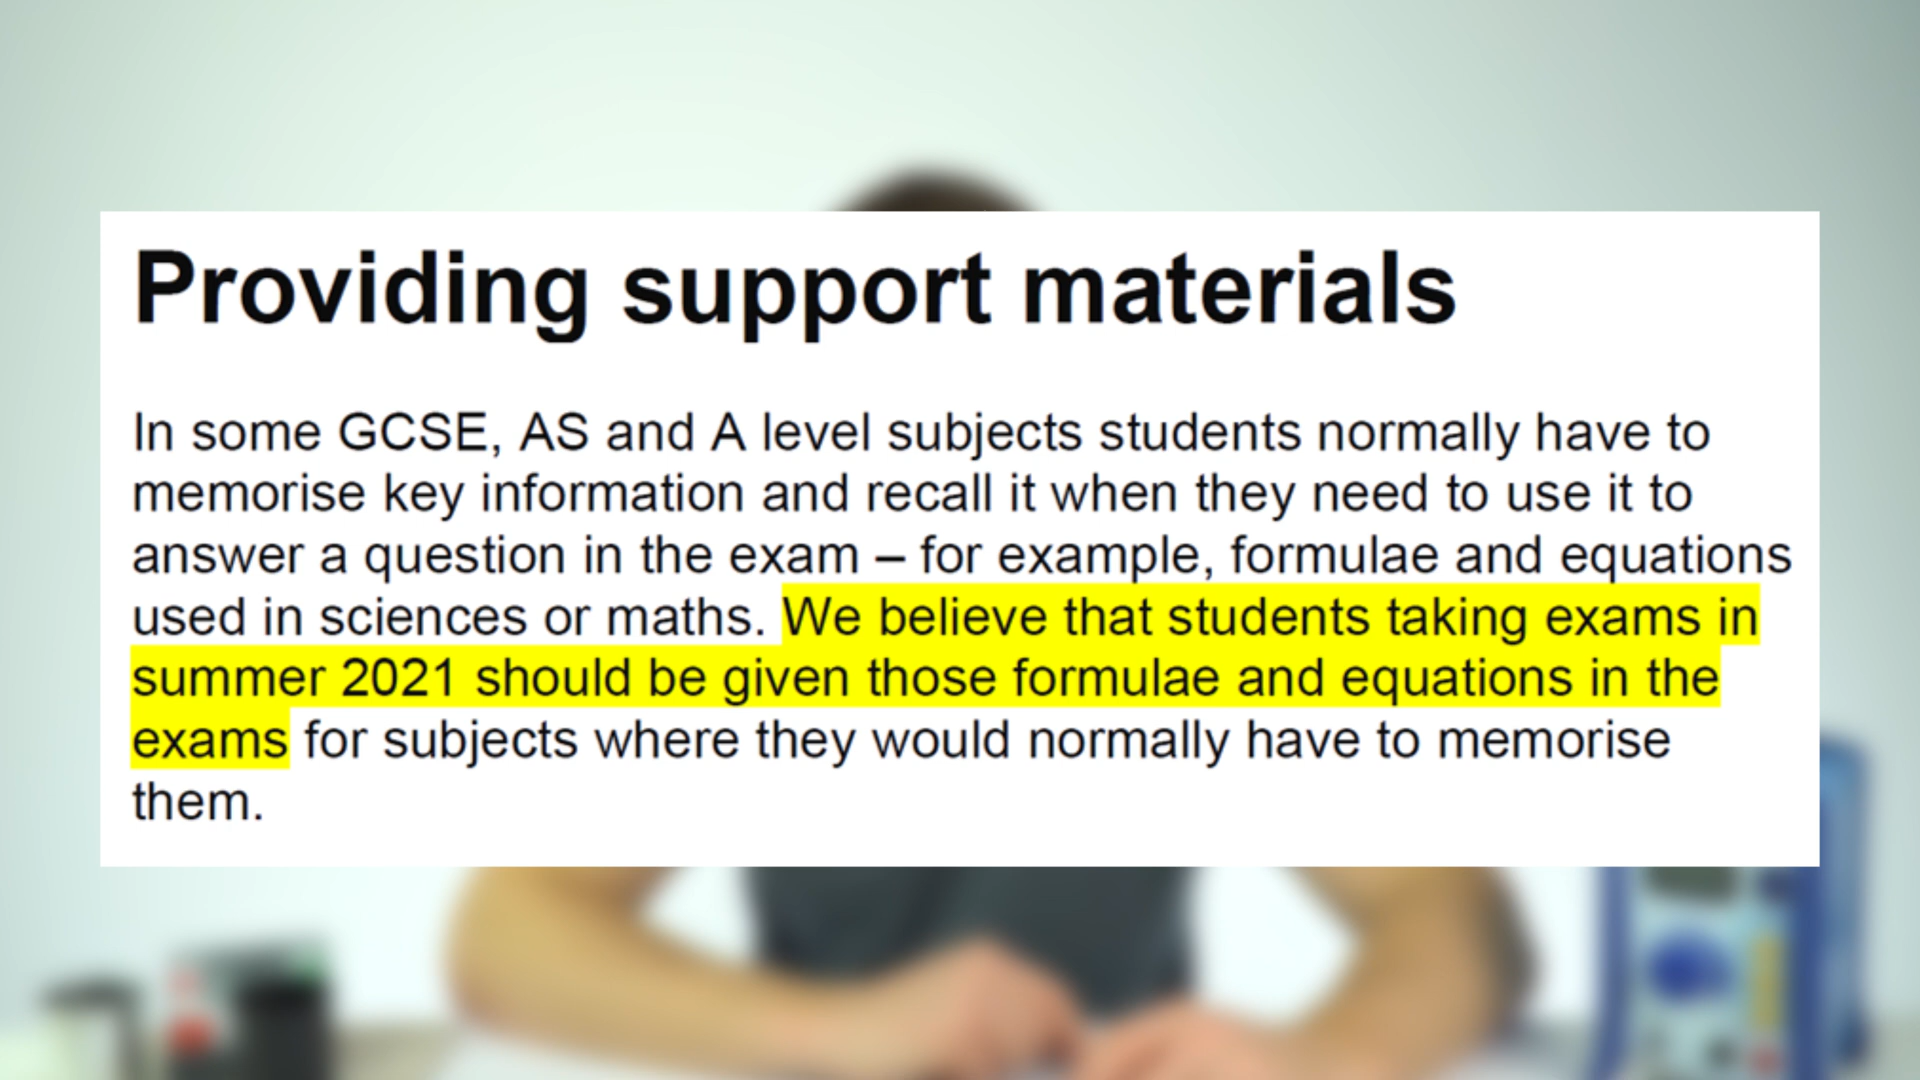 Providing support materials
In some GCSE, AS and A level subjects students normally have to
memorise key information and recall it when they need to use it to
answer a question in the exam – for example, formulae and equations
used in sciences or maths. We believe that students taking exams in
summer 2021 should be given those formulae and equations in the
exams for subjects where they would normally have to memorise
them.